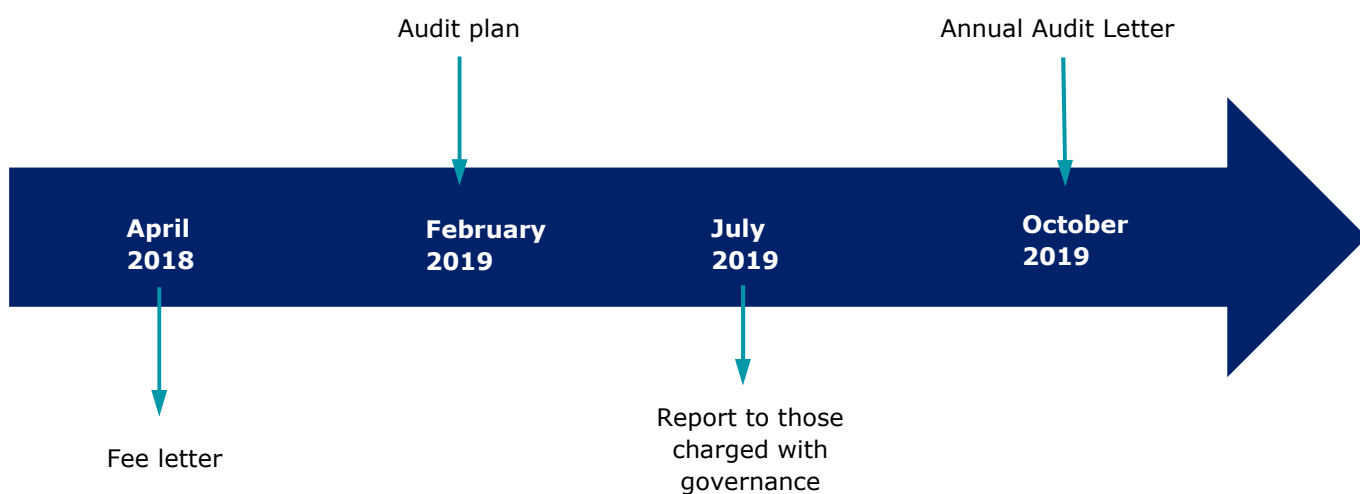 Audit plan
Annual Audit Letter
April
2018
February
2019
July
2019
October
2019
Fee letter
Report to those
charged with
governance